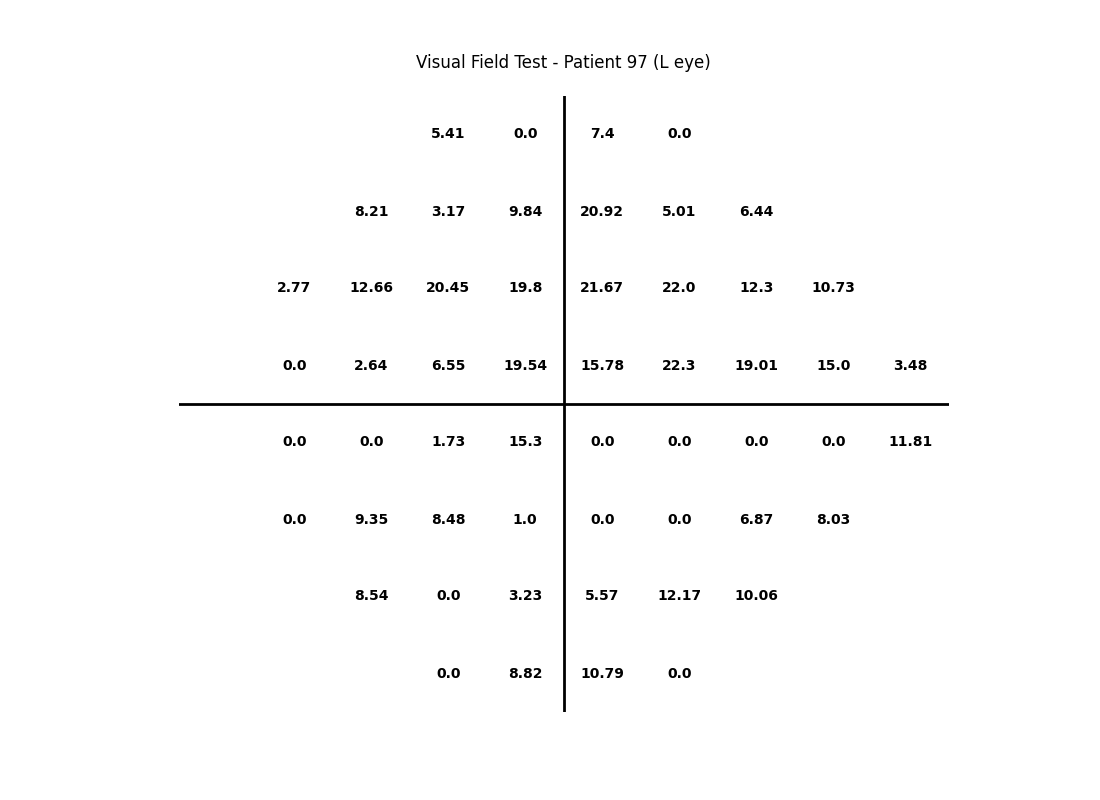 Visual Field Test - Patient 97 (L eye)
5.41 0.0 7.4 0.0
8.21 3.17 9.84 20.92 5.01 6.44
2.77 12.66 20.45 19.8 21.67 22.0 12.3 10.73
0.0 2.64 6.55 19.54 15.78 22.3 19.01 15.0 3.48
0.0 0.0 1.73 15.3 0.0 0.0 0.0 0.0 11.81
0.0 9.35 8.48 1.0 0.0 0.0 6.87 8.03
8.54 0.0 3.23 5.57 12.17 10.06
0.0 8.82 10.79 0.0